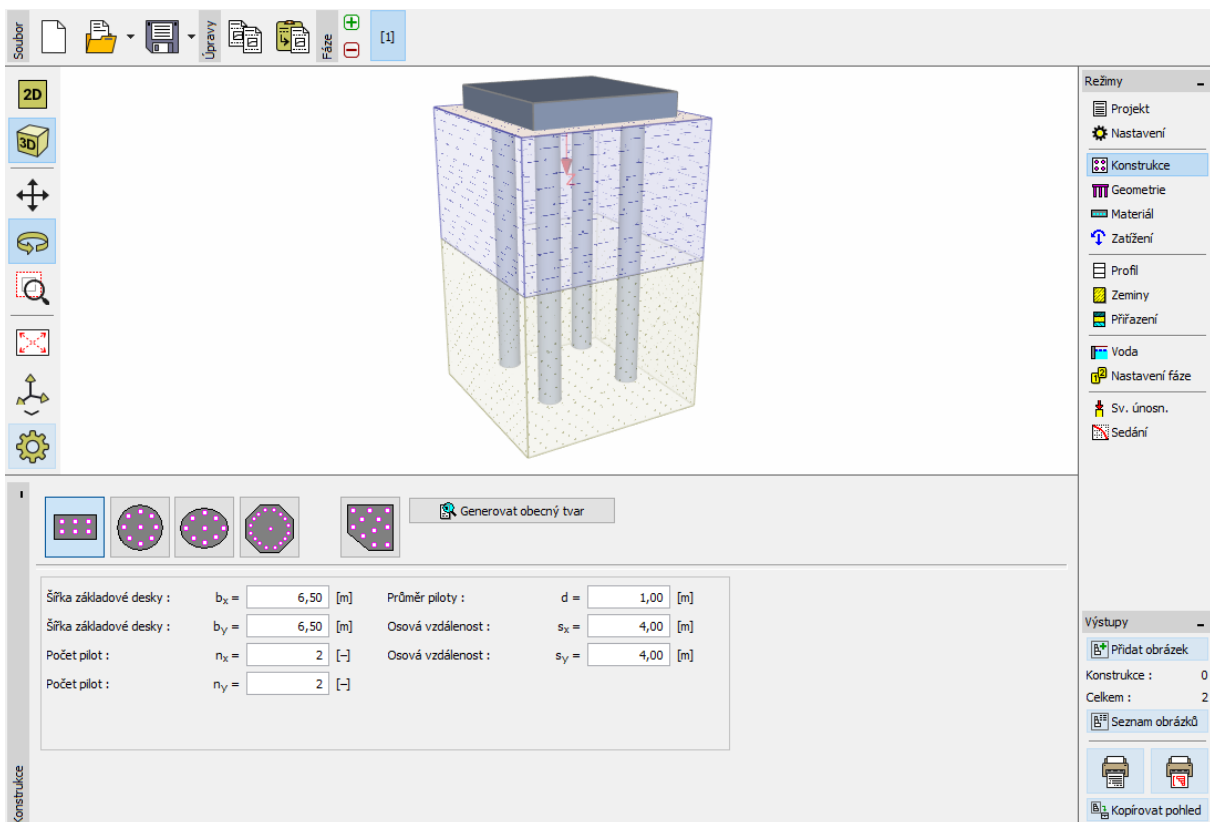 Soubor
Úpravy
Fáze
[1]
2D
3D
Z
Režimy
Projekt
Nastavení
Konstrukce
Geometrie
Materiál
Zatížení
Profil
Zeminy
Přiřazení
Voda
Nastavení fáze
Sv. únosn.
Sedání
Generovat obecný tvar
Šířka základové desky : bx = 6,50 [m] Průměr piloty : d = 1,00 [m]
Šířka základové desky : by = 6,50 [m] Osová vzdálenost : sx = 4,00 [m]
Počet pilot : nx = 2 [–] Osová vzdálenost : sy = 4,00 [m]
Počet pilot : ny = 2 [–]
Konstrukce
Výstupy
Přidat obrázek
Konstrukce : 0
Celkem : 2
Seznam obrázků
Kopírovat pohled